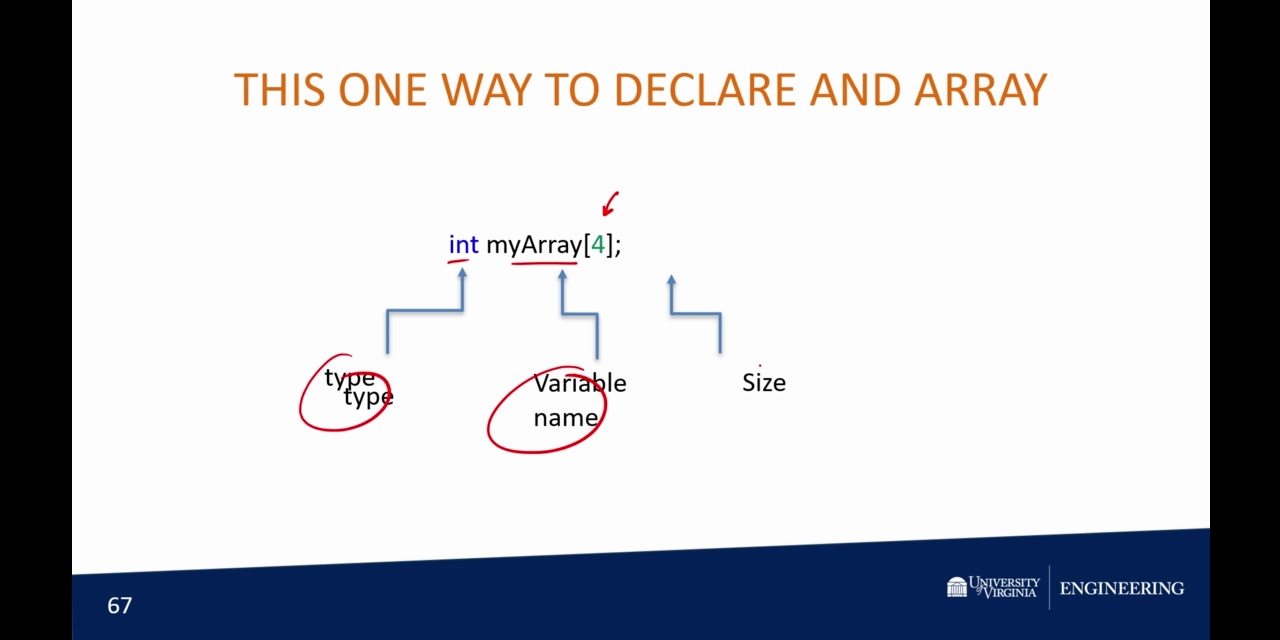 THIS ONE WAY TO DECLARE AND ARRAY
int myArray[4];
type
type
Variable
name
Size
67
UNIVERSITY
of VIRGINIA
ENGINEERING